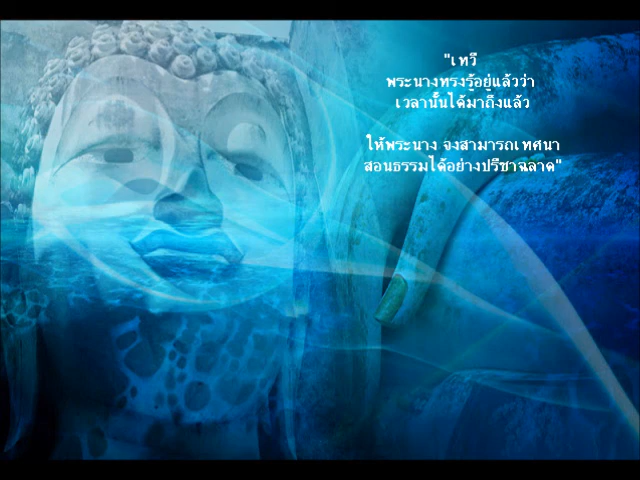 "เทวี
พระนางทรงรู้อยู่แล้วว่า
เวลานั้นได้มาถึงแล้ว
ให้พระนาง จงสามารถเทศนา
สอนธรรมได้อย่างปรีชาฉลาด"